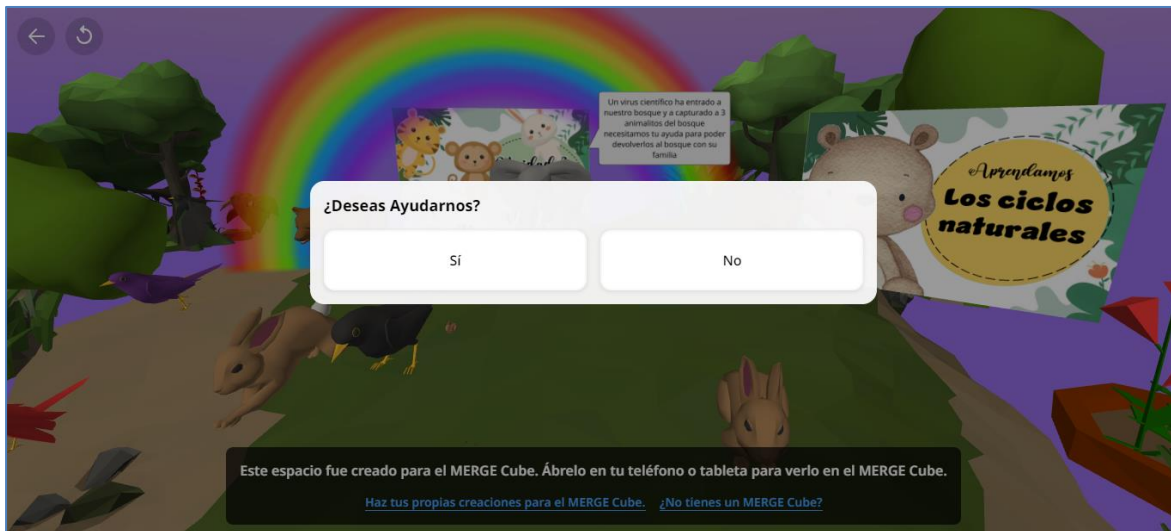 Un virus científico ha entrado a
nuestro bosque y a capturado a 3
animalitos del bosque
necesitamos tu ayuda para poder
devolverlos al bosque con su
familia
Aprendamos
Los ciclos
naturales
¿Deseas Ayudarnos?
Sí
No
Este espacio fue creado para el MERGE Cube. Ábrelo en tu teléfono o tableta para verlo en el MERGE Cube.
Haz tus propias creaciones para el MERGE Cube. ¿No tienes un MERGE Cube?